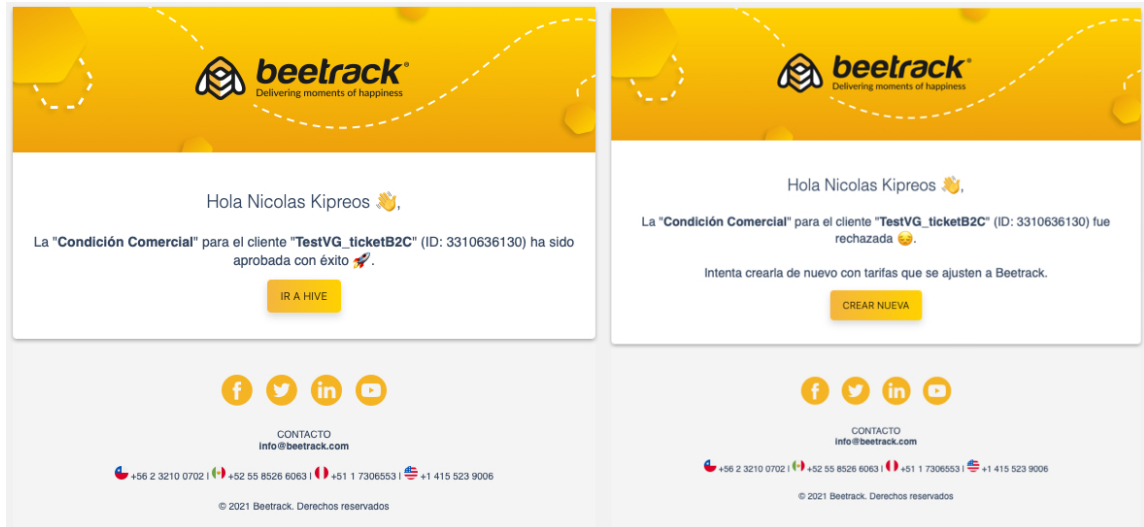 beetrack®
Delivering moments of happiness
Hola Nicolas Kipreos 👋,
La "Condición Comercial" para el cliente "TestVG_ticketB2C" (ID: 3310636130) ha sido
aprobada con éxito 🚀.
IR A HIVE
CONTACTO
info@beetrack.com
+56 2 3210 0702 | +52 55 8526 6063 | +51 1 7306553 | +1 415 523 9006
© 2021 Beetrack. Derechos reservados
beetrack®
Delivering moments of happiness
Hola Nicolas Kipreos 👋,
La "Condición Comercial" para el cliente "TestVG_ticketB2C" (ID: 3310636130) fue
rechazada 😔.
Intenta crearla de nuevo con tarifas que se ajusten a Beetrack.
CREAR NUEVA
CONTACTO
info@beetrack.com
+56 2 3210 0702 | +52 55 8526 6063 | +51 1 7306553 | +1 415 523 9006
© 2021 Beetrack. Derechos reservados